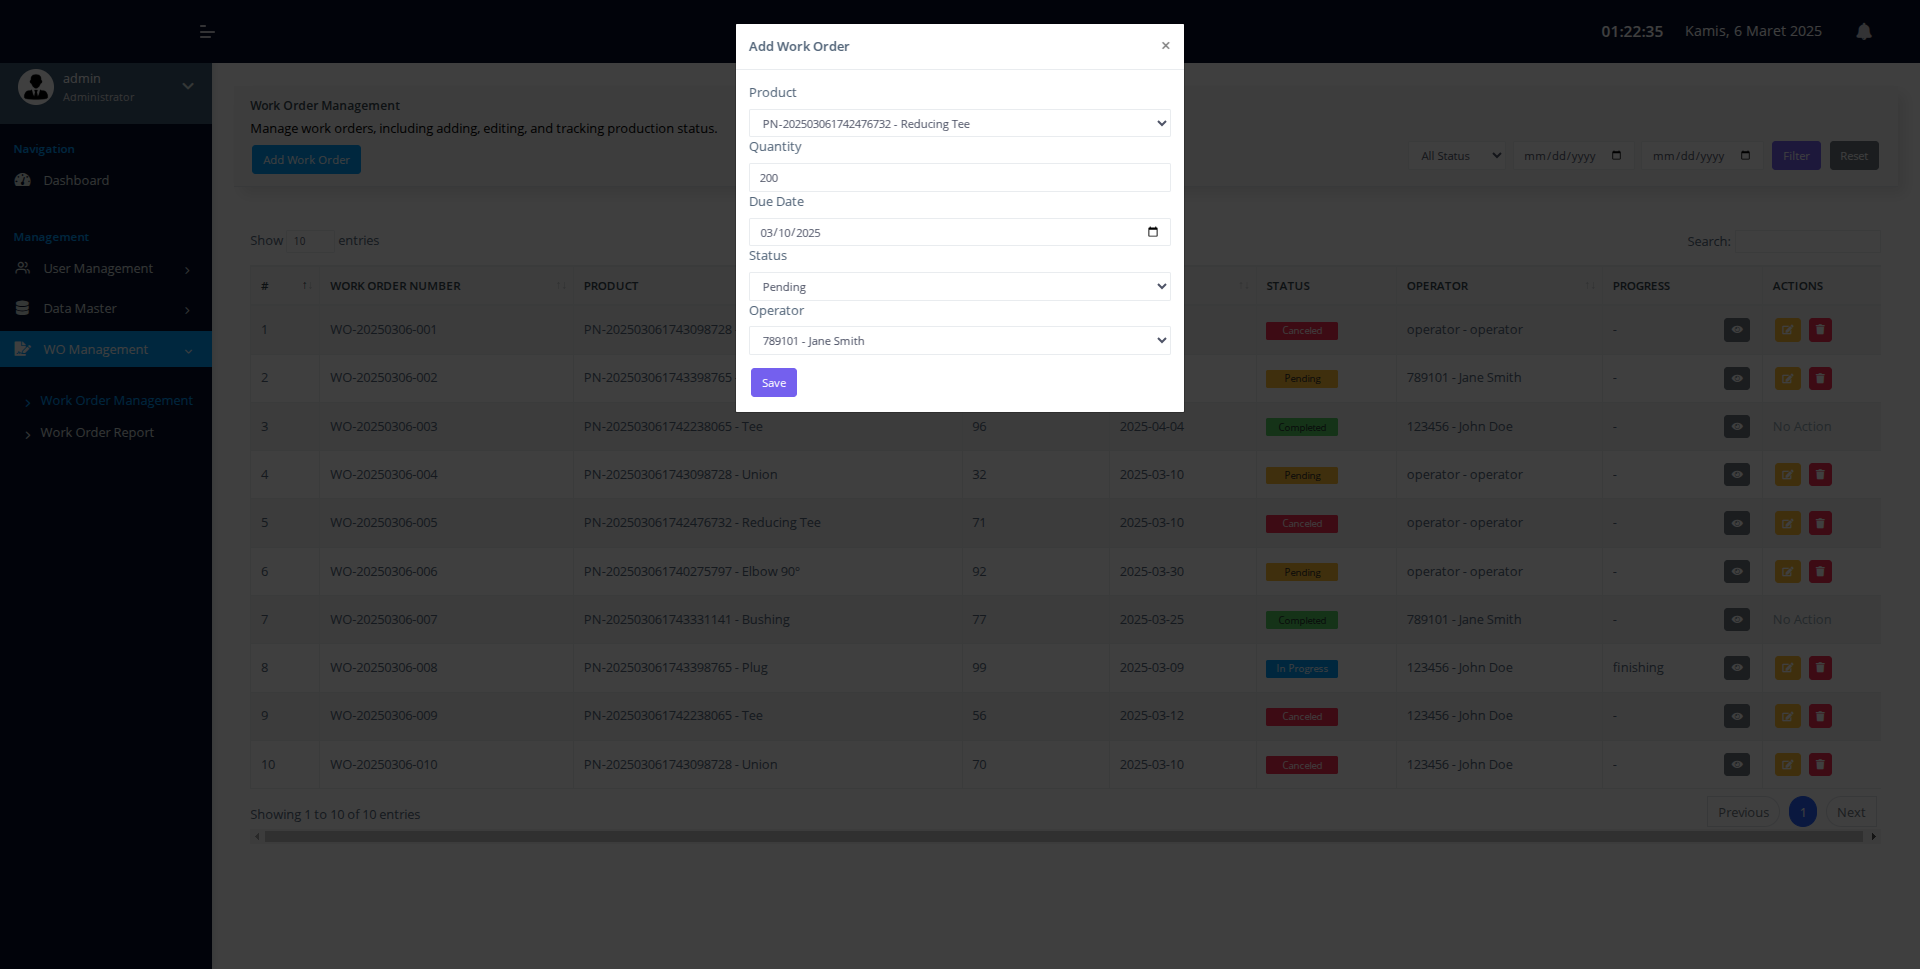 01:22:35 Kamis, 6 Maret 2025
admin
Administrator
Navigation
Dashboard
Management
User Management
Data Master
WO Management
Work Order Management
Work Order Report
Work Order Management
Manage work orders, including adding, editing, and tracking production status.
Add Work Order
All Status mm/dd/yyyy mm/dd/yyyy Filter Reset
Add Work Order ×
Product
PN-202503061742476732 - Reducing Tee
Quantity
200
Due Date
03/10/2025
Status
Pending
Operator
789101 - Jane Smith
Save
Show 10 entries
Search:
# WORK ORDER NUMBER PRODUCT STATUS OPERATOR PROGRESS ACTIONS
1 WO-20250306-001 PN-202503061743098728 - Canceled operator - operator -
2 WO-20250306-002 PN-202503061743398765 Pending 789101 - Jane Smith -
3 WO-20250306-003 PN-202503061742238065 - Tee 96 2025-04-04 Completed 123456 - John Doe - No Action
4 WO-20250306-004 PN-202503061743098728 - Union 32 2025-03-10 Pending operator - operator -
5 WO-20250306-005 PN-202503061742476732 - Reducing Tee 71 2025-03-10 Canceled operator - operator -
6 WO-20250306-006 PN-202503061740275797 - Elbow 90° 92 2025-03-30 Pending operator - operator -
7 WO-20250306-007 PN-202503061743331141 - Bushing 77 2025-03-25 Completed 789101 - Jane Smith - No Action
8 WO-20250306-008 PN-202503061743398765 - Plug 99 2025-03-09 In Progress 123456 - John Doe finishing
9 WO-20250306-009 PN-202503061742238065 - Tee 56 2025-03-12 Canceled 123456 - John Doe -
10 WO-20250306-010 PN-202503061743098728 - Union 70 2025-03-10 Canceled 123456 - John Doe -
Showing 1 to 10 of 10 entries
Previous 1 Next